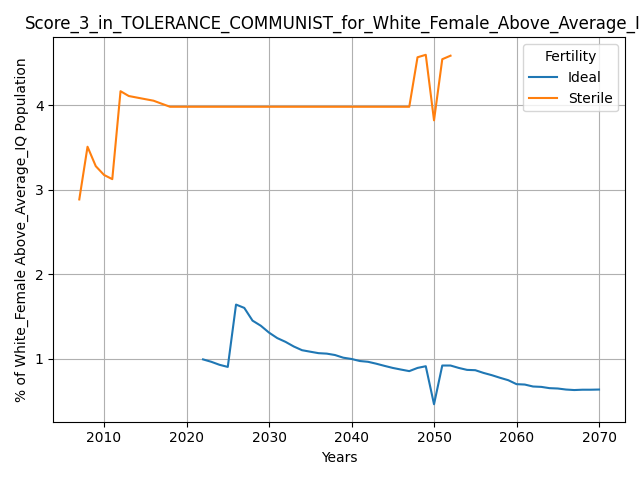 Score_3_in_TOLERANCE_COMMUNIST_for_White_Female_Above_Average_I
% of White_Female Above_Average_IQ Population
4
3
2
1
Fertility
Ideal
Sterile
2010 2020 2030 2040 2050 2060 2070
Years